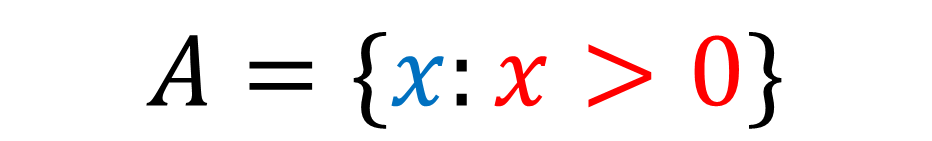 A = {x: x > 0}